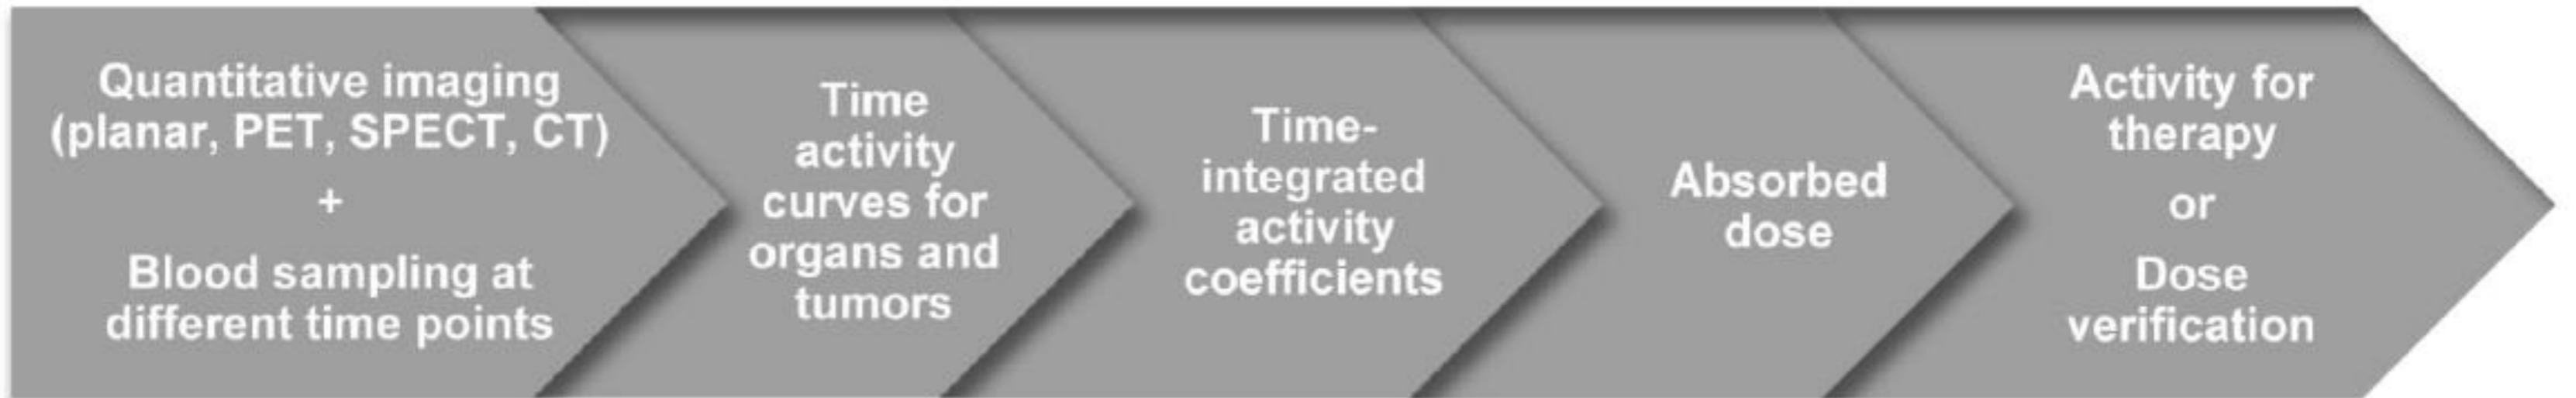 Quantitative imaging
(planar, PET, SPECT, CT)
+
Blood sampling at
different time points
Time
activity
curves for
organs and
tumors
Time-
integrated
activity
coefficients
Absorbed
dose
Activity for
therapy
or
Dose
verification